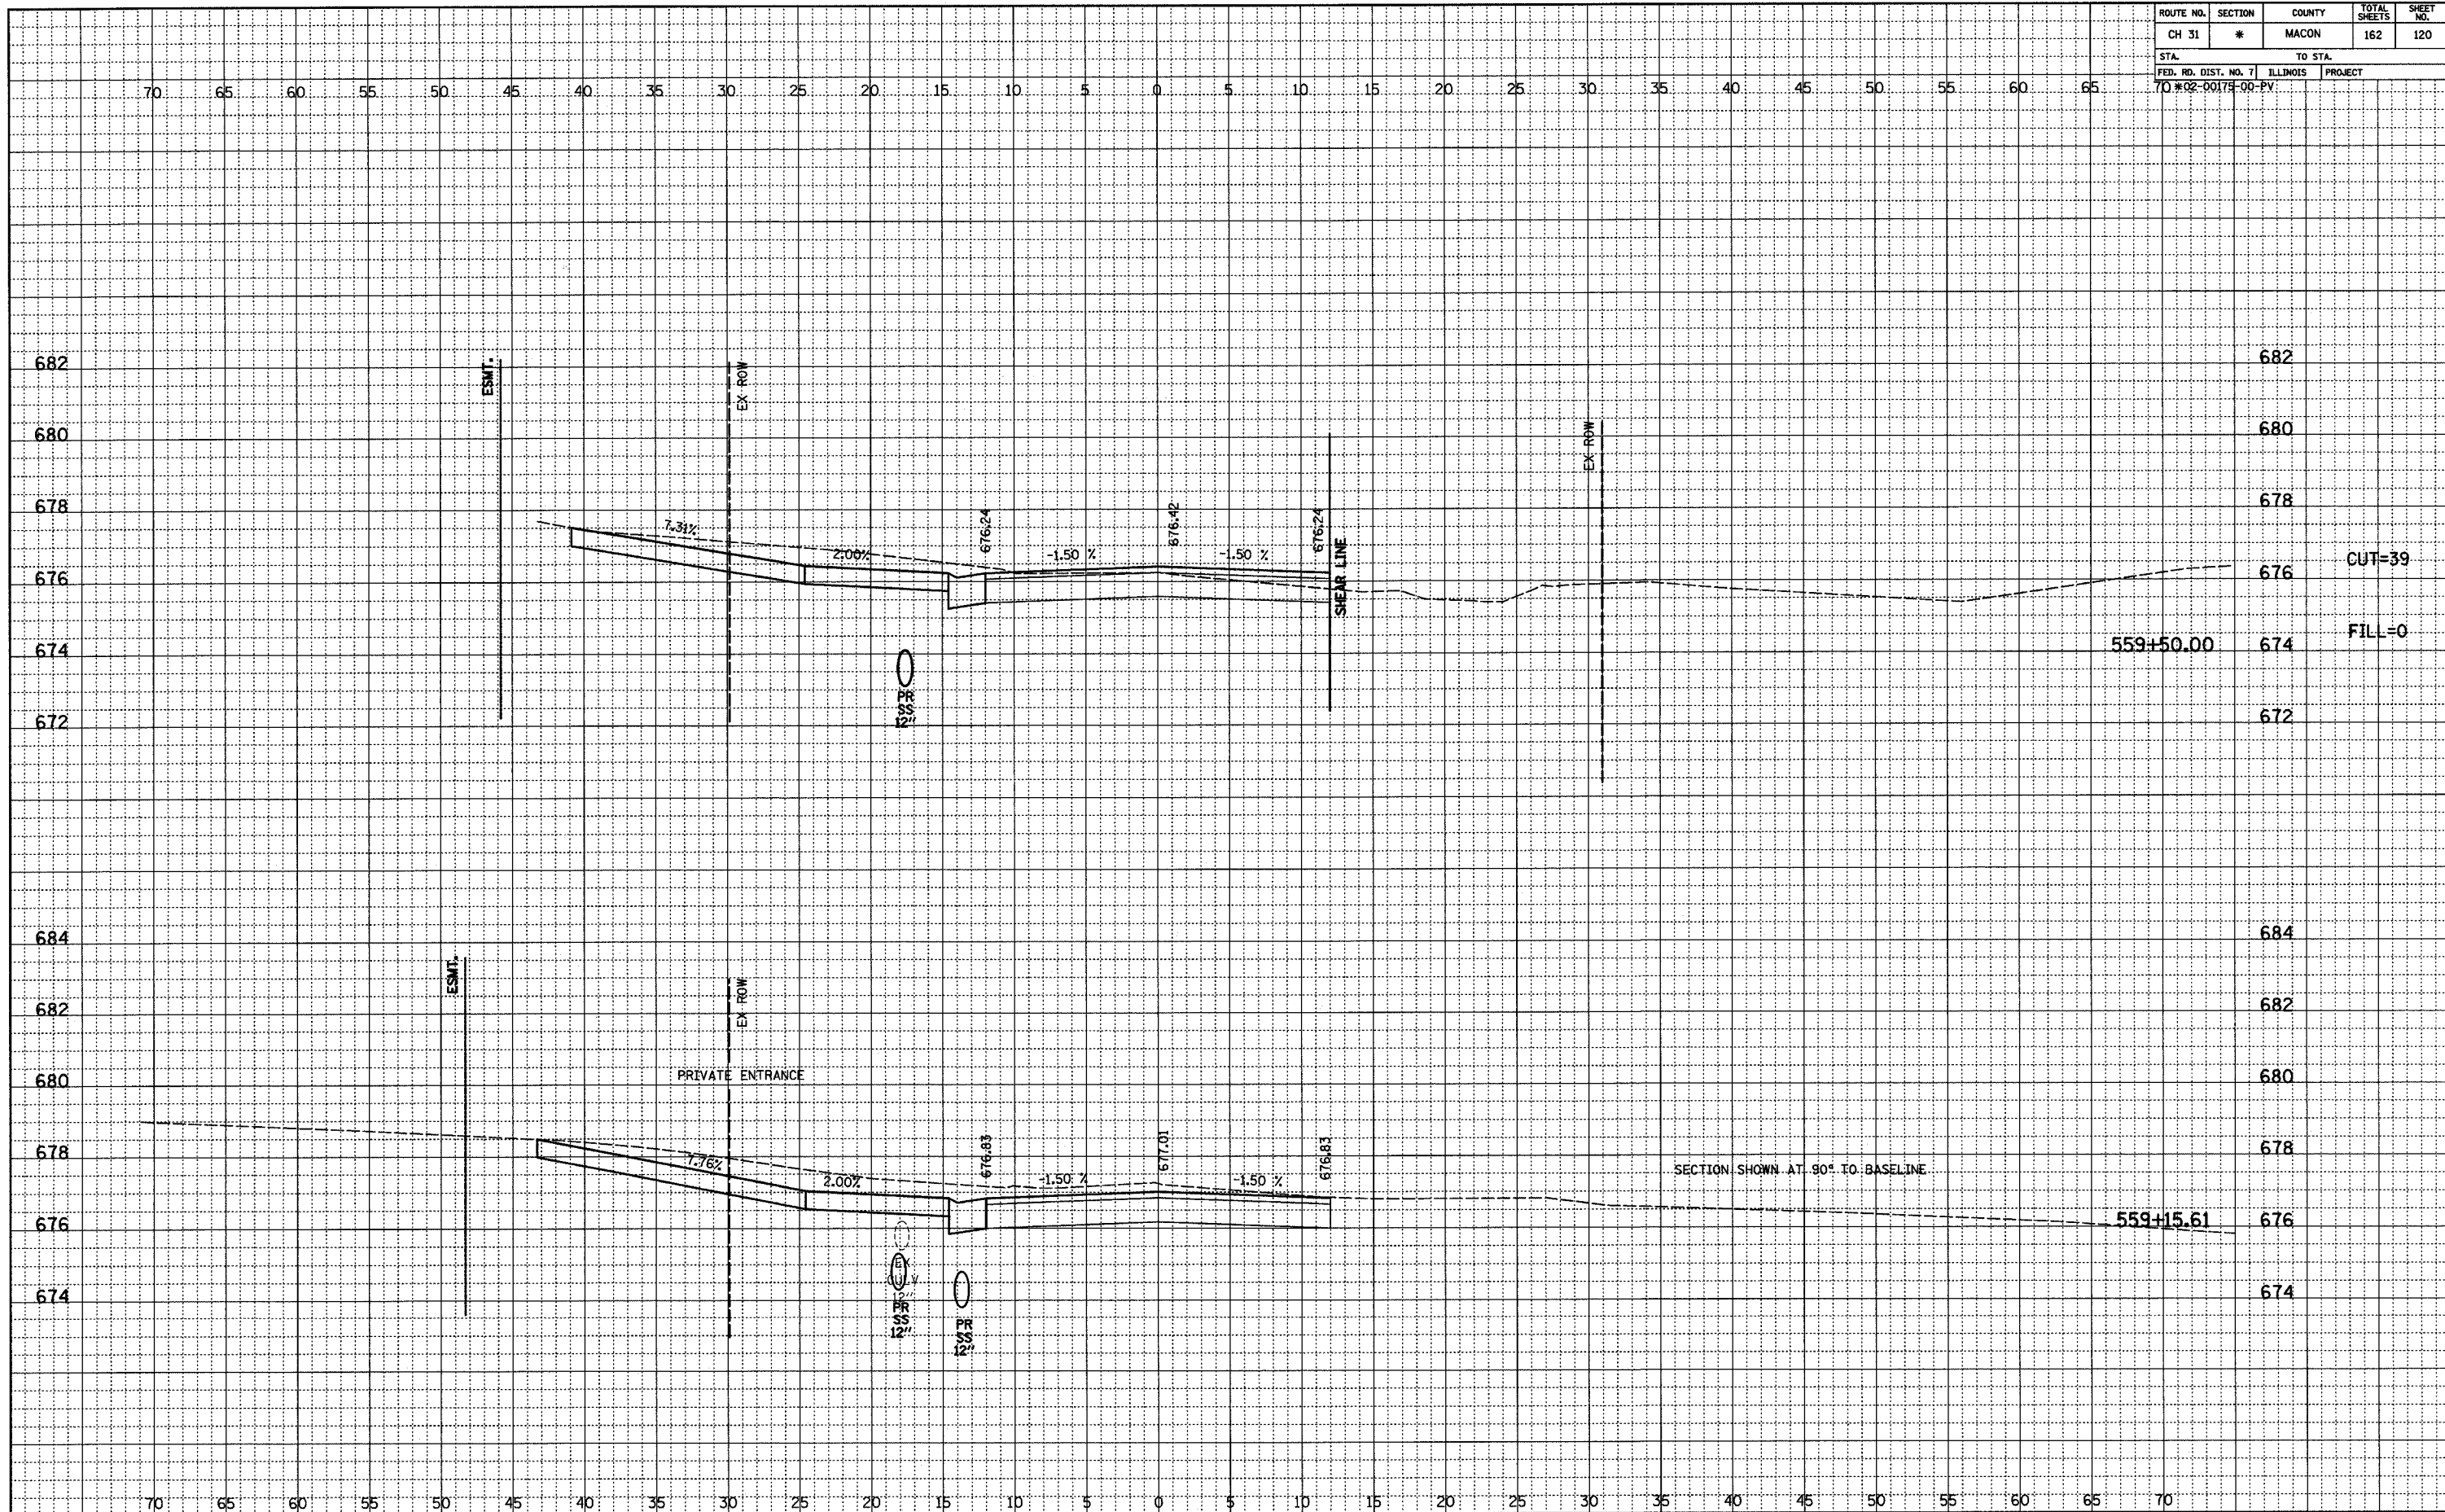 ROUTE NO. SECTION COUNTY TOTAL SHEETS SHEET NO.
CH 31 * MACON 162 120
STA. TO STA.
FED. RD. DIST. NO. 7 ILLINOIS PROJECT
*02-00175-00-PV
70 65 60 55 50 45 40 35 30 25 20 15 10 5 0 5 10 15 20 25 30 35 40 45 50 55 60 65 70
682 682
ESMT.
EX ROW
680 680
EX ROW
678 678
7.31%
2.00%
676.24
-1.50 %
676.42
-1.50 %
676.24
SHEAR LINE
676 676
CUT=39
FILL=0
674 674
559+50.00
PR
SS
12"
672 672
684 684
ESMT.
682 682
EX ROW
680 680
PRIVATE ENTRANCE
678 678
7.76%
2.00%
676.83
-1.50 %
677.01
-1.50 %
676.83
SECTION SHOWN AT 90° TO BASELINE
676 676
559+15.61
EX
CULV
12"
PR
SS
12"
PR
SS
12"
674 674
70 65 60 55 50 45 40 35 30 25 20 15 10 5 0 5 10 15 20 25 30 35 40 45 50 55 60 65 70